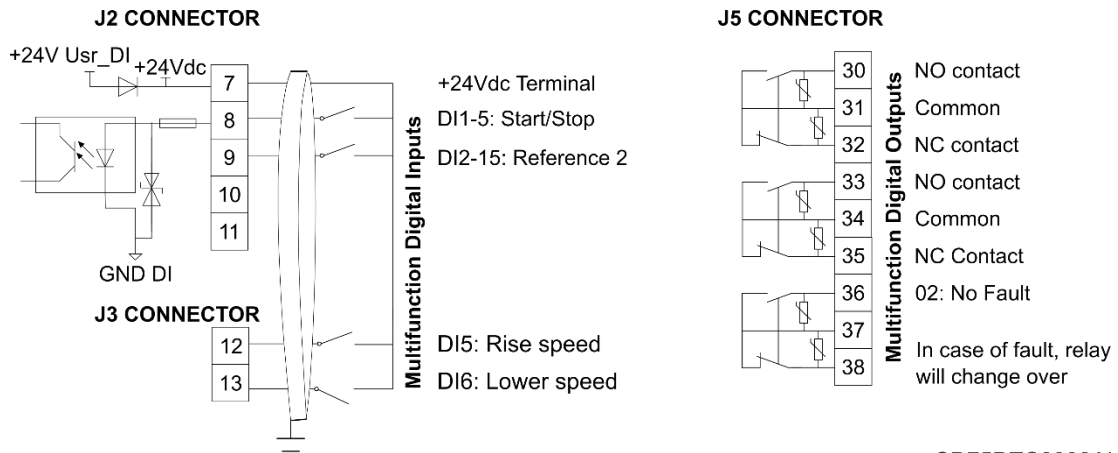 J2 CONNECTOR
+24V Usr_DI
+24Vdc
7
8
9
10
11
GND DI
+24Vdc Terminal
DI1-5: Start/Stop
DI2-15: Reference 2
Multifunction Digital Inputs
J3 CONNECTOR
12
13
DI5: Rise speed
DI6: Lower speed
J5 CONNECTOR
30 NO contact
31 Common
32 NC contact
33 NO contact
34 Common
35 NC Contact
36 02: No Fault
37
38
In case of fault, relay
will change over
Multifunction Digital Outputs